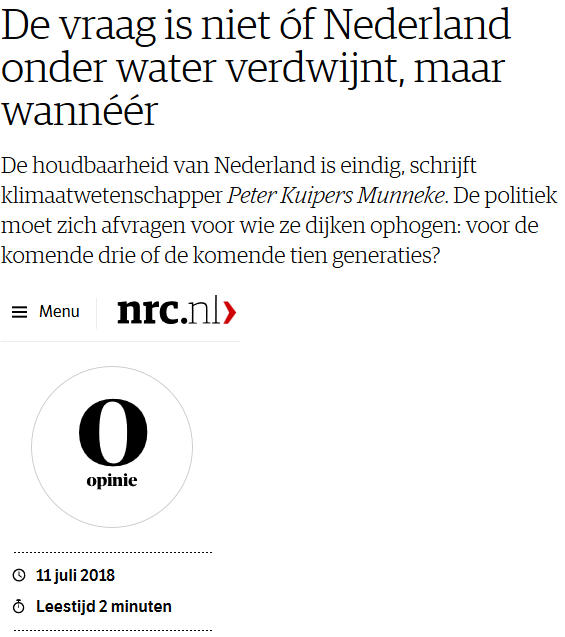 De vraag is niet óf Nederland
onder water verdwijnt, maar
wannéér
De houdbaarheid van Nederland is eindig, schrijft
klimaatwetenschapper Peter Kuipers Munneke. De politiek
moet zich afvragen voor wie ze dijken ophogen: voor de
komende drie of de komende tien generaties?
Menu nrc.nl
O
opinie
11 juli 2018
Leestijd 2 minuten